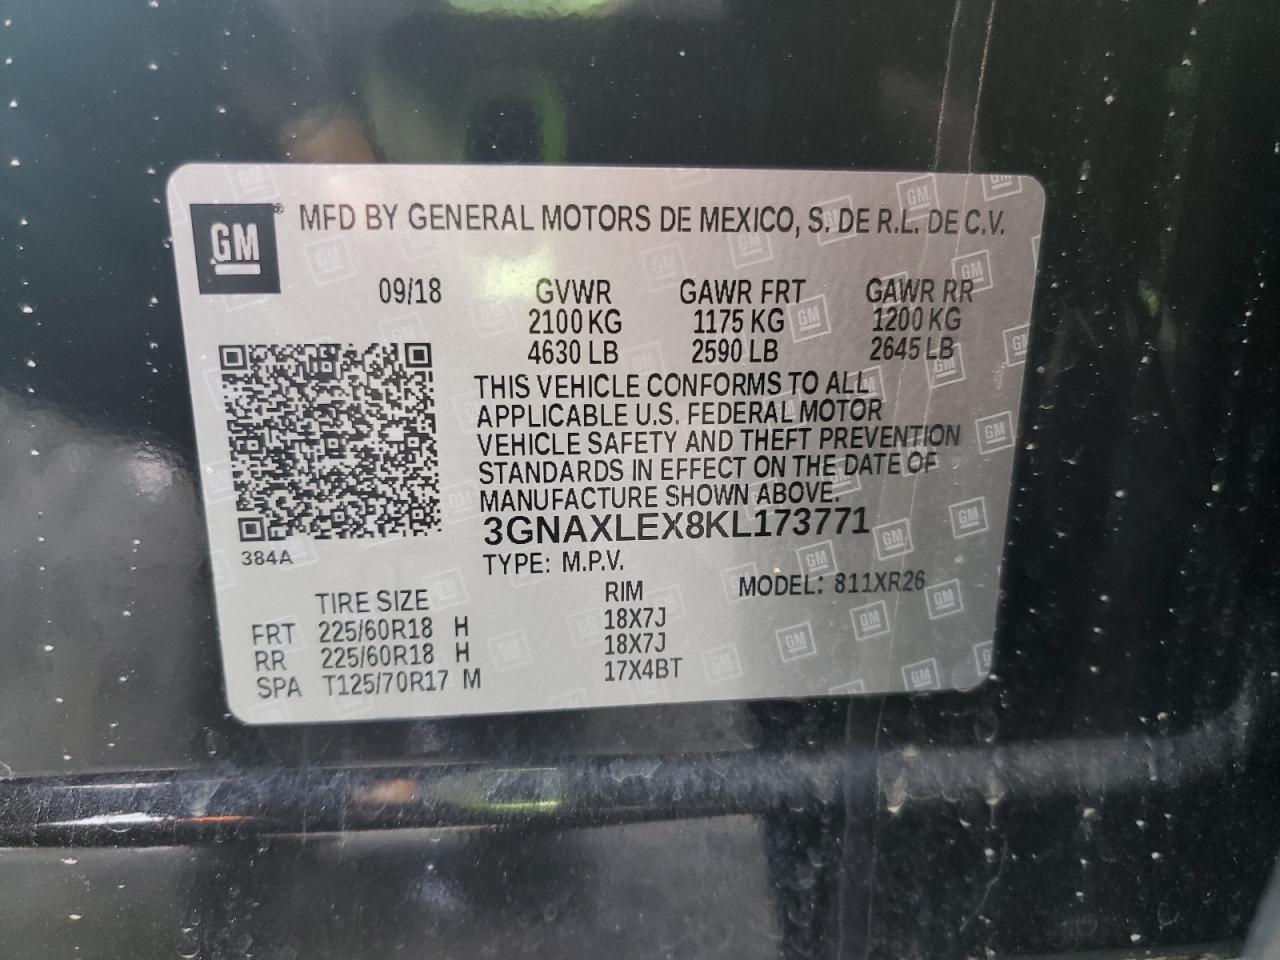 GM ® MFD BY GENERAL MOTORS DE MEXICO, S. DE R.L. DE C.V.
09/18 GVWR GAWR FRT GAWR RR
2100 KG 1175 KG 1200 KG
4630 LB 2590 LB 2645 LB
THIS VEHICLE CONFORMS TO ALL
APPLICABLE U.S. FEDERAL MOTOR
VEHICLE SAFETY AND THEFT PREVENTION
STANDARDS IN EFFECT ON THE DATE OF
MANUFACTURE SHOWN ABOVE.
3GNAXLEX8KL173771
384A
TYPE: M.P.V.
TIRE SIZE RIM MODEL: 811XR26
FRT 225/60R18 H 18X7J
RR 225/60R18 H 18X7J
SPA T125/70R17 M 17X4BT